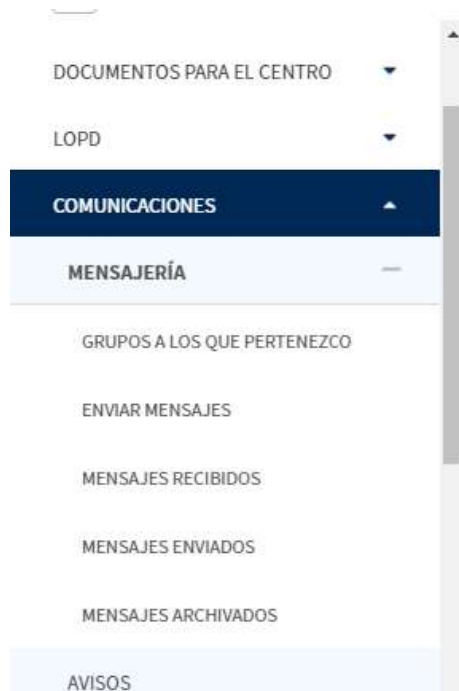 DOCUMENTOS PARA EL CENTRO
LOPD
COMUNICACIONES
MENSAJERÍA
GRUPOS A LOS QUE PERTENEZCO
ENVIAR MENSAJES
MENSAJES RECIBIDOS
MENSAJES ENVIADOS
MENSAJES ARCHIVADOS
AVISOS